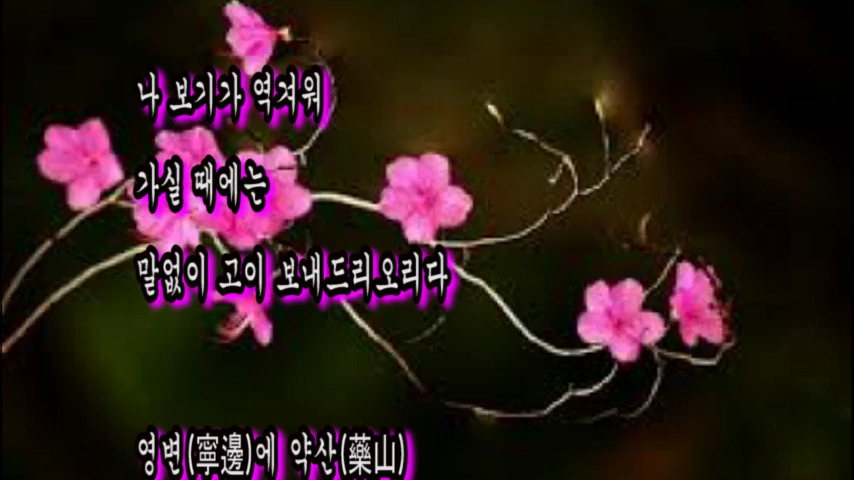 나 보기가 역겨워
가실 때에는
말없이 고이 보내드리오리다
영변(寧邊)에 약산(藥山)